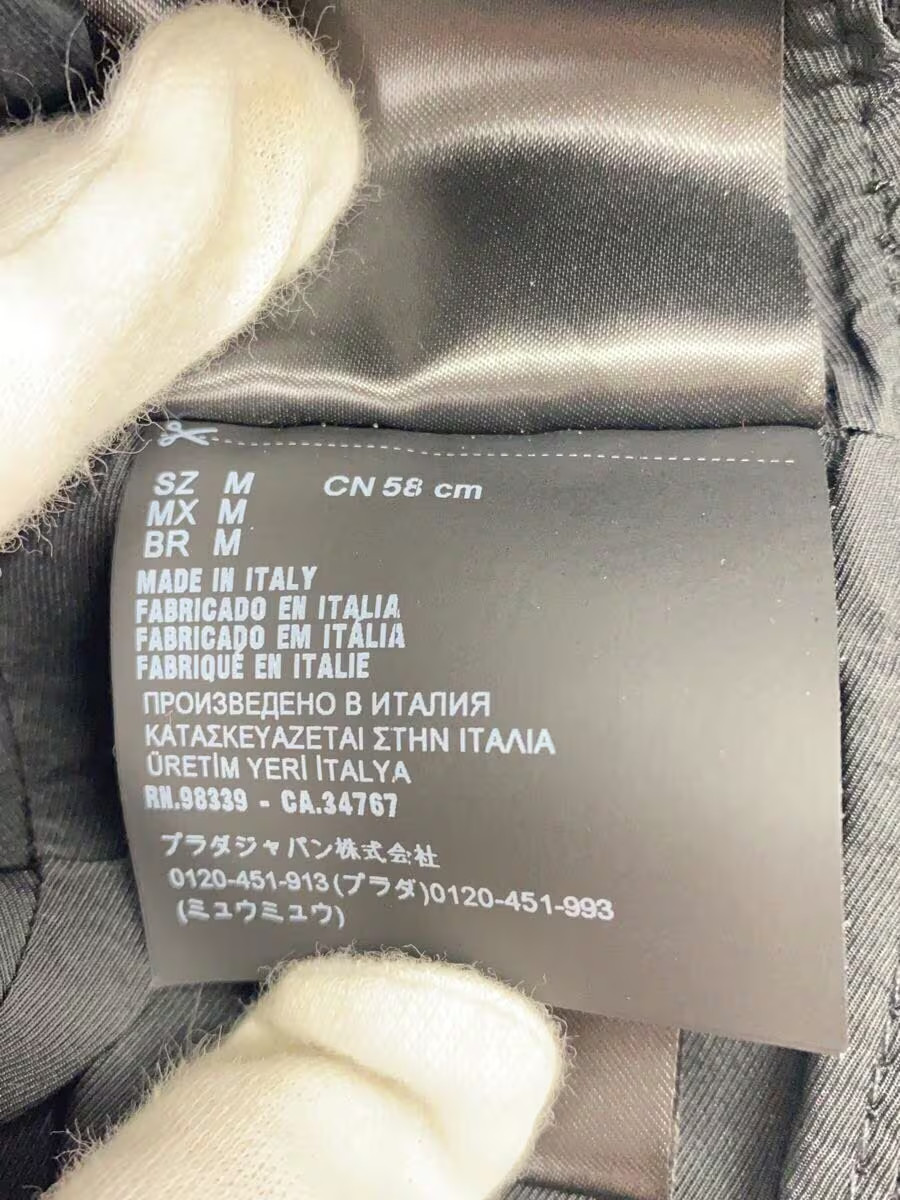 SZ M CN 58 cm
MX M
BR M
MADE IN ITALY
FABRICADO EN ITALIA
FABRICADO EM ITÁLIA
FABRIQUÉ EN ITALIE
ПРОИЗВЕДЕНО В ИТАЛИЯ
ΚΑΤΑΣΚΕΥΑΖΕΤΑΙ ΣΤΗΝ ΙΤΑΛΙΑ
ÜRETİM YERİ İTALYA
RN.98339 - CA.34767
プラダジャパン株式会社
0120-451-913(プラダ)0120-451-993
(ミュウミュウ)